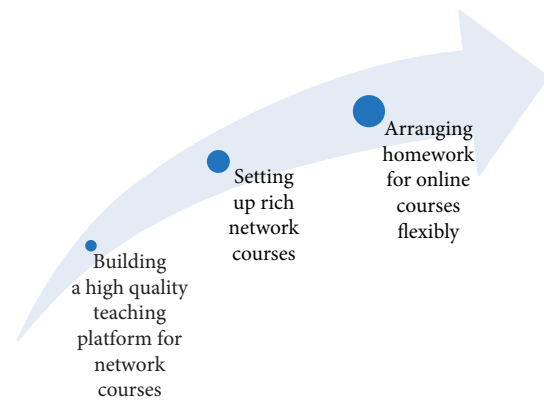 Building
a high quality
teaching
platform for
network
courses
Setting
up rich
network
courses
Arranging
homework
for online
courses
flexibly